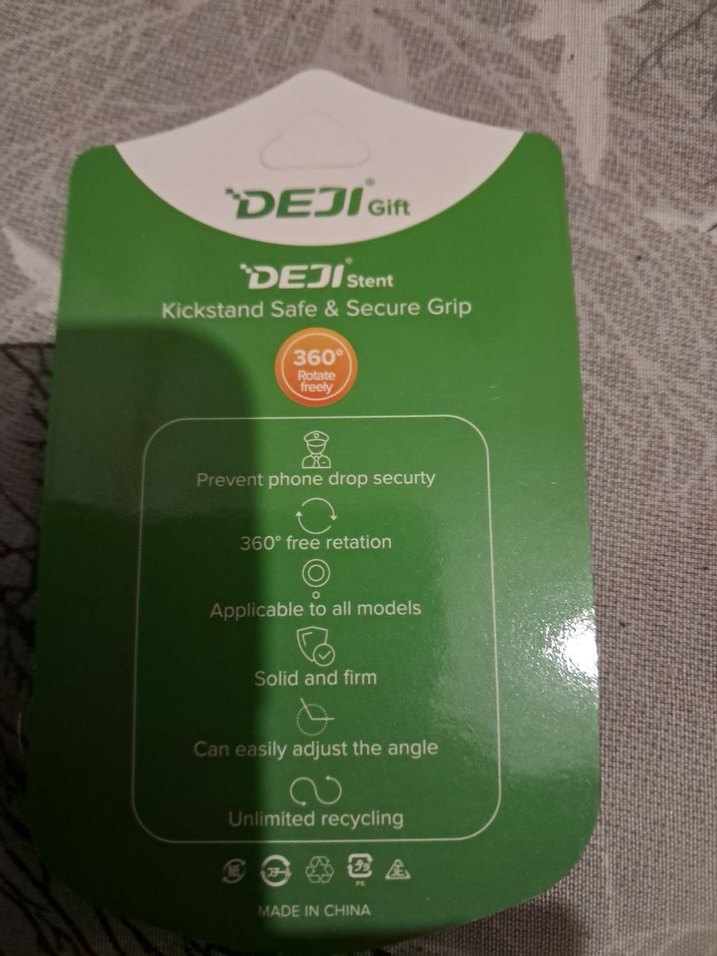 DEJI® Gift
DEJI® Stent
Kickstand Safe & Secure Grip
360°
Rotate
freely
Prevent phone drop securty
360° free retation
Applicable to all models
Solid and firm
Can easily adjust the angle
Unlimited recycling
PE
MADE IN CHINA